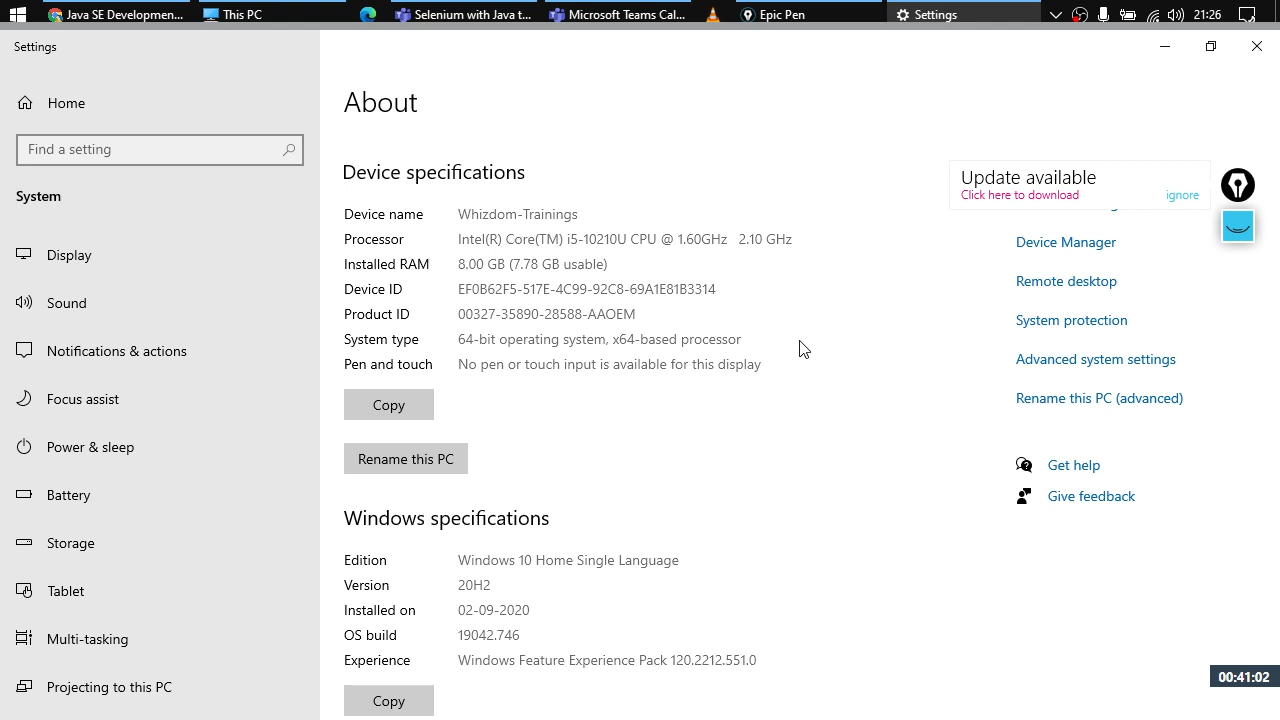 Java SE Developmen...
This PC
Selenium with Java t...
Microsoft Teams Cal...
Epic Pen
Settings
21:26
Settings
Home
Find a setting
System
Display
Sound
Notifications & actions
Focus assist
Power & sleep
Battery
Storage
Tablet
Multi-tasking
Projecting to this PC
About
Device specifications
Device name Whizdom-Trainings
Processor Intel(R) Core(TM) i5-10210U CPU @ 1.60GHz 2.10 GHz
Installed RAM 8.00 GB (7.78 GB usable)
Device ID EF0B62F5-517E-4C99-92C8-69A1E81B3314
Product ID 00327-35890-28588-AAOEM
System type 64-bit operating system, x64-based processor
Pen and touch No pen or touch input is available for this display
Copy
Rename this PC
Windows specifications
Edition Windows 10 Home Single Language
Version 20H2
Installed on 02-09-2020
OS build 19042.746
Experience Windows Feature Experience Pack 120.2212.551.0
Copy
Update available
Click here to download ignore
Device Manager
Remote desktop
System protection
Advanced system settings
Rename this PC (advanced)
Get help
Give feedback
00:41:02